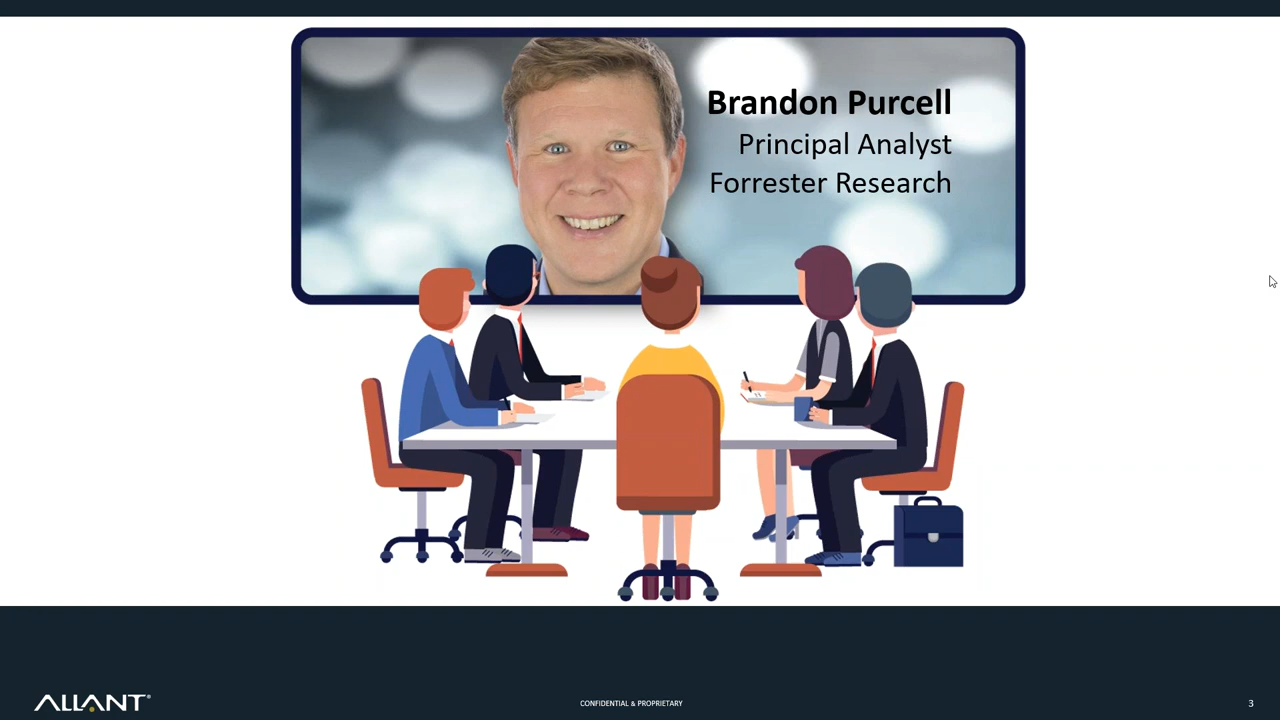 Brandon Purcell
Principal Analyst
Forrester Research
ALLANT®
CONFIDENTIAL & PROPRIETARY
3